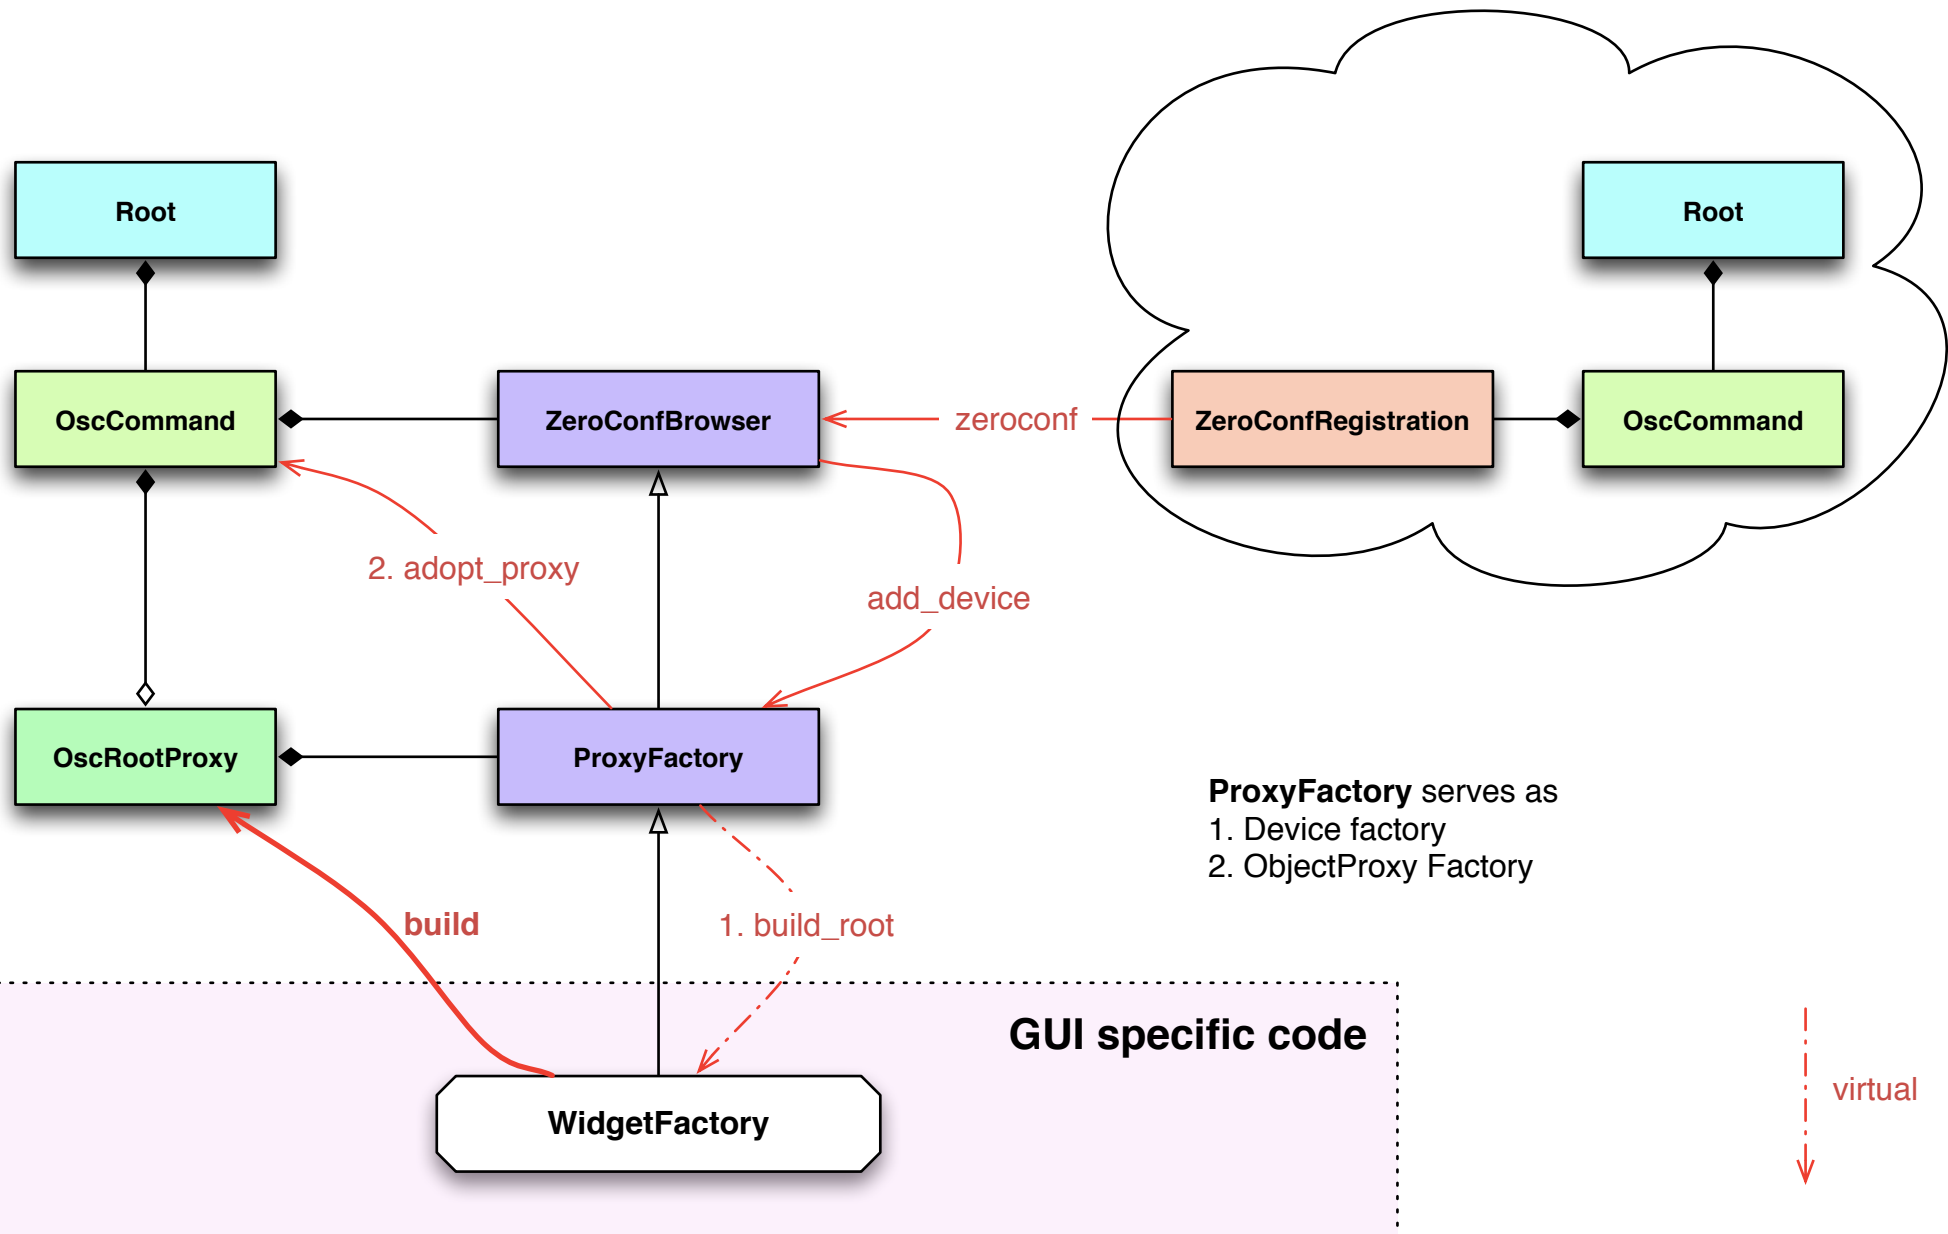 Root
Root
OscCommand
ZeroConfBrowser
zeroconf
ZeroConfRegistration
OscCommand
2. adopt_proxy
add_device
OscRootProxy
ProxyFactory
ProxyFactory serves as
1. Device factory
2. ObjectProxy Factory
build
1. build_root
GUI specific code
virtual
WidgetFactory